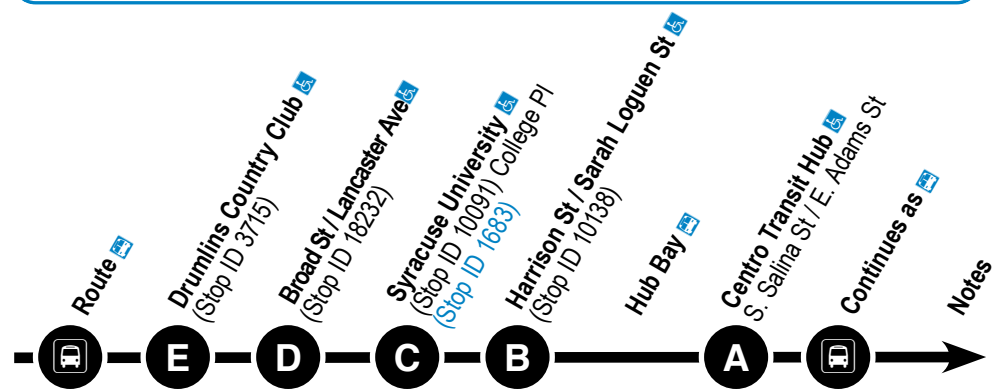 Route
Drumlins Country Club
(Stop ID 3715)
Broad St / Lancaster Ave
(Stop ID 18232)
Syracuse University
(Stop ID 10091) College Pl
(Stop ID 1683)
Harrison St / Sarah Loguen St
(Stop ID 10138)
Hub Bay
Centro Transit Hub
S. Salina St / E. Adams St
Continues as
Notes
E
D
C
B
A